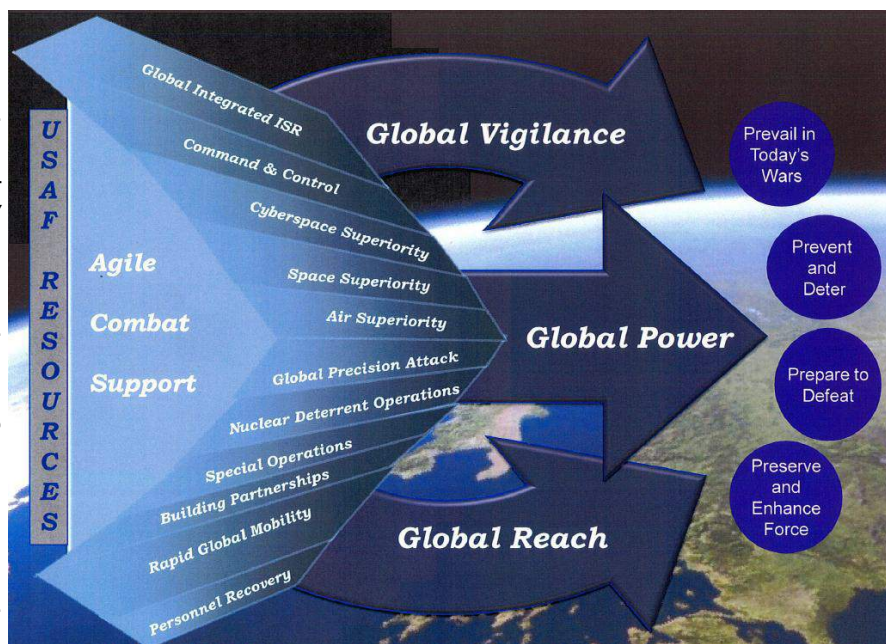 USAF RESOURCES
Agile
Combat
Support
Global Integrated ISR
Command & Control
Cyberspace Superiority
Space Superiority
Air Superiority
Global Precision Attack
Nuclear Deterrent Operations
Special Operations
Building Partnerships
Rapid Global Mobility
Personnel Recovery
Global Vigilance
Global Power
Global Reach
Prevail in
Today's
Wars
Prevent
and
Deter
Prepare to
Defeat
Preserve
and
Enhance
Force